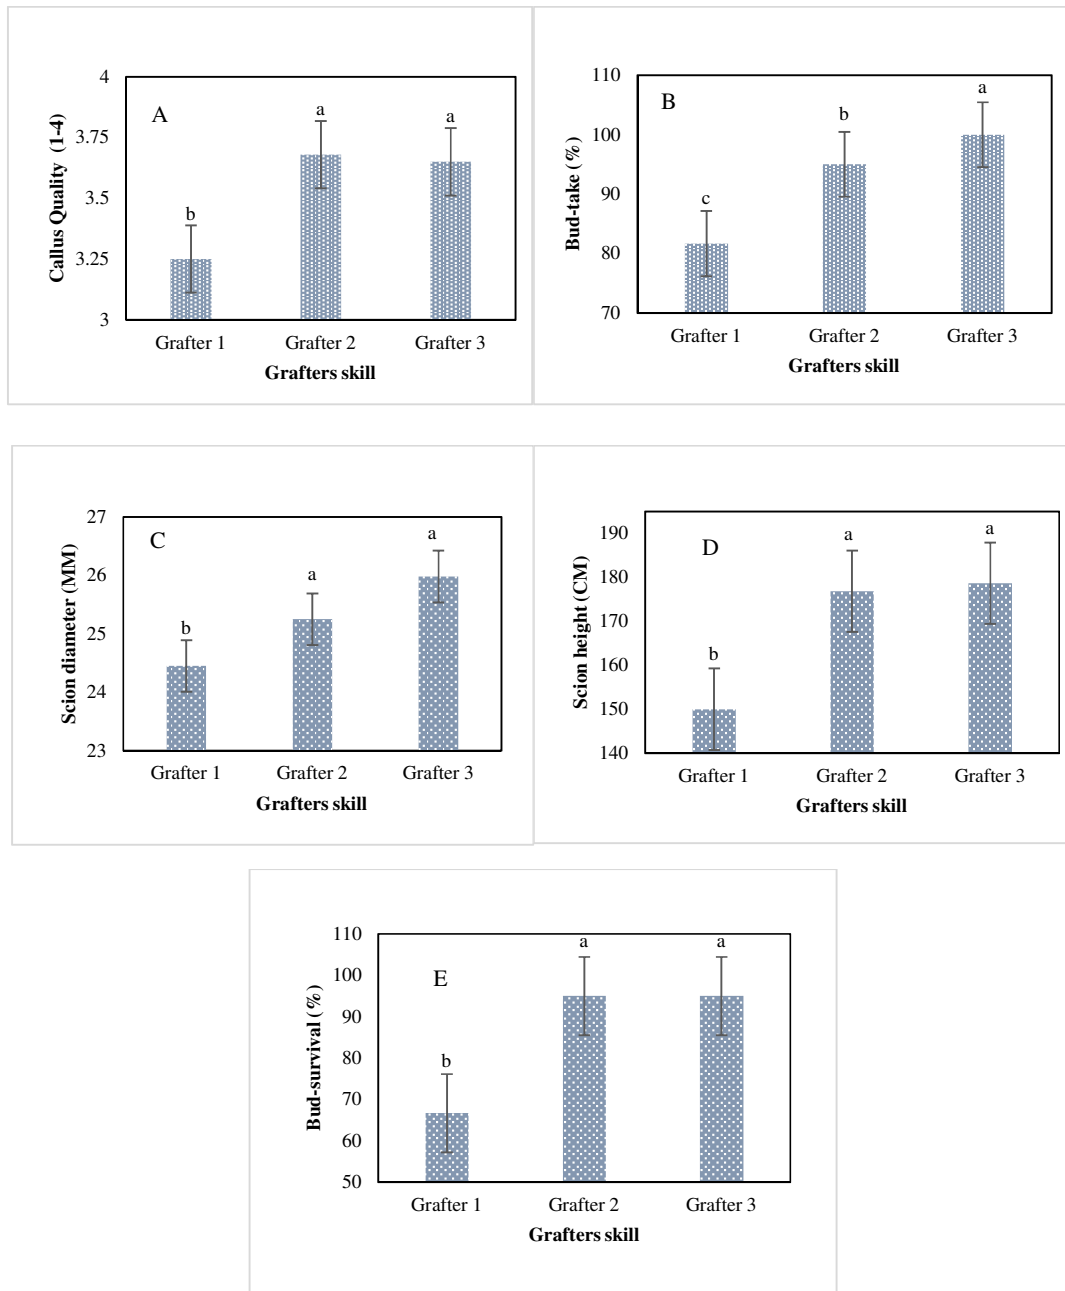 4
3.75
3.5
3.25
3
Callus Quality (1-4)
A
b
a
a
Grafter 1 Grafter 2 Grafter 3
Grafters skill
110
100
90
80
70
Bud-take (%)
B
c
b
a
Grafter 1 Grafter 2 Grafter 3
Grafters skill
27
26
25
24
23
Scion diameter (MM)
C
b
a
a
Grafter 1 Grafter 2 Grafter 3
Grafters skill
190
180
170
160
150
140
Scion height (CM)
D
b
a
a
Grafter 1 Grafter 2 Grafter 3
Grafters skill
110
100
90
80
70
60
50
Bud-survival (%)
E
b
a
a
Grafter 1 Grafter 2 Grafter 3
Grafters skill